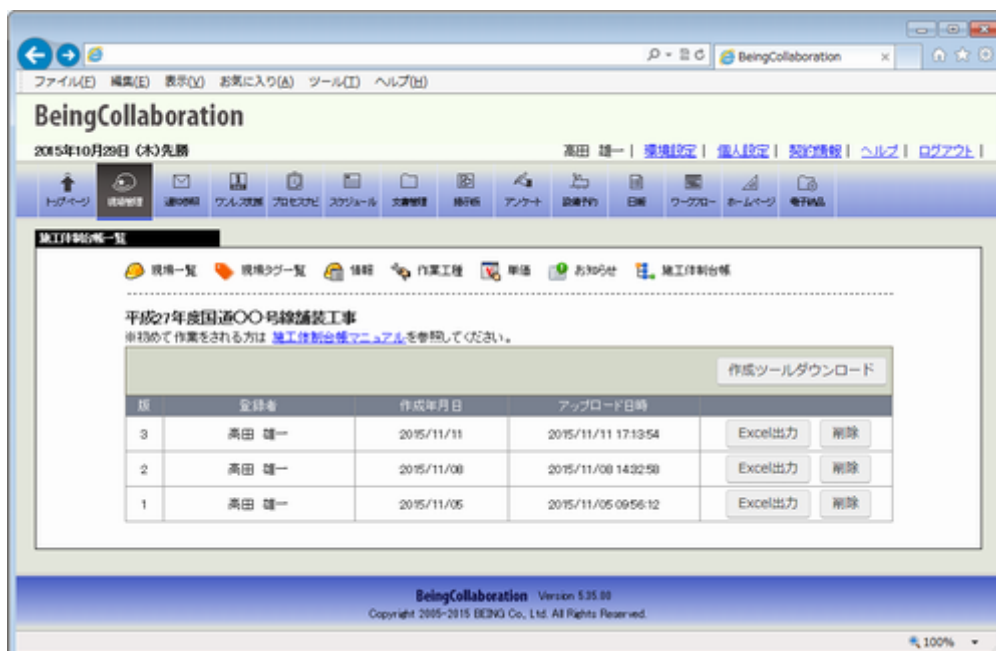 BeingCollaboration
ファイル(F) 編集(E) 表示(V) お気に入り(A) ツール(T) ヘルプ(H)
BeingCollaboration
2015年10月29日 (木)先勝 高田 雄一 | 環境設定 | 個人設定 | 契約情報 | ヘルプ | ログアウト |
トップページ 現場管理 ワンレス スケジュール 文書管理 掲示板 アンケート 設備予約 日報 ワークフロー ホームページ 電子納品
施工体制台帳一覧
現場一覧 現場タグ一覧 情報 作業工種 単価 お知らせ 施工体制台帳
平成27年度国道〇〇号線舗装工事
※初めて作業をされる方は 施工体制台帳マニュアルを参照してください。
作成ツールダウンロード
版 登録者 作成年月日 アップロード日時
3 高田 雄一 2015/11/11 2015/11/11 17:13:54 Excel出力 削除
2 高田 雄一 2015/11/08 2015/11/08 14:32:58 Excel出力 削除
1 高田 雄一 2015/11/05 2015/11/05 09:56:12 Excel出力 削除
BeingCollaboration Version 5.35.00
Copyright 2005-2015 BEING Co., Ltd. All Rights Reserved.
100%